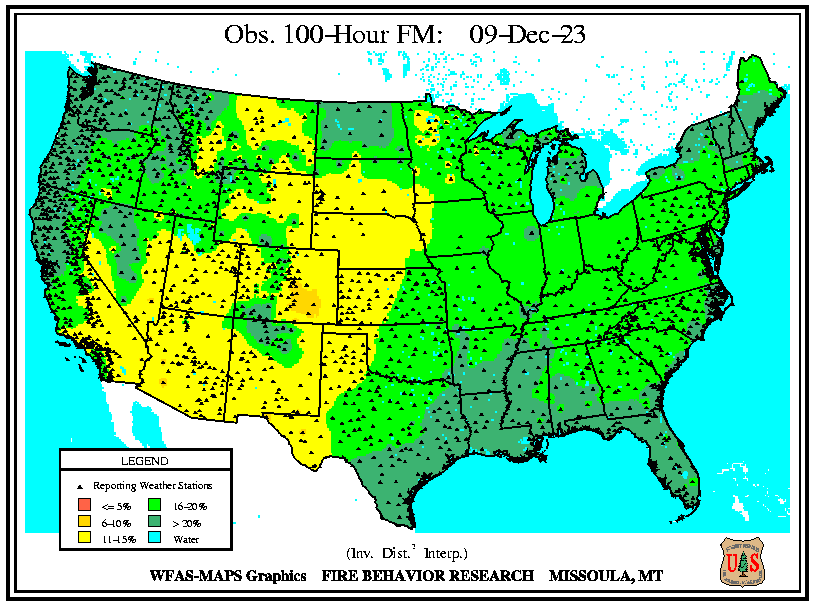 Obs. 100-Hour FM: 09-Dec-23
LEGEND
Reporting Weather Stations
<= 5%
6-10%
11-15%
16-20%
> 20%
Water
(Inv. Dist.² Interp.)
WFAS-MAPS Graphics FIRE BEHAVIOR RESEARCH MISSOULA, MT
U S